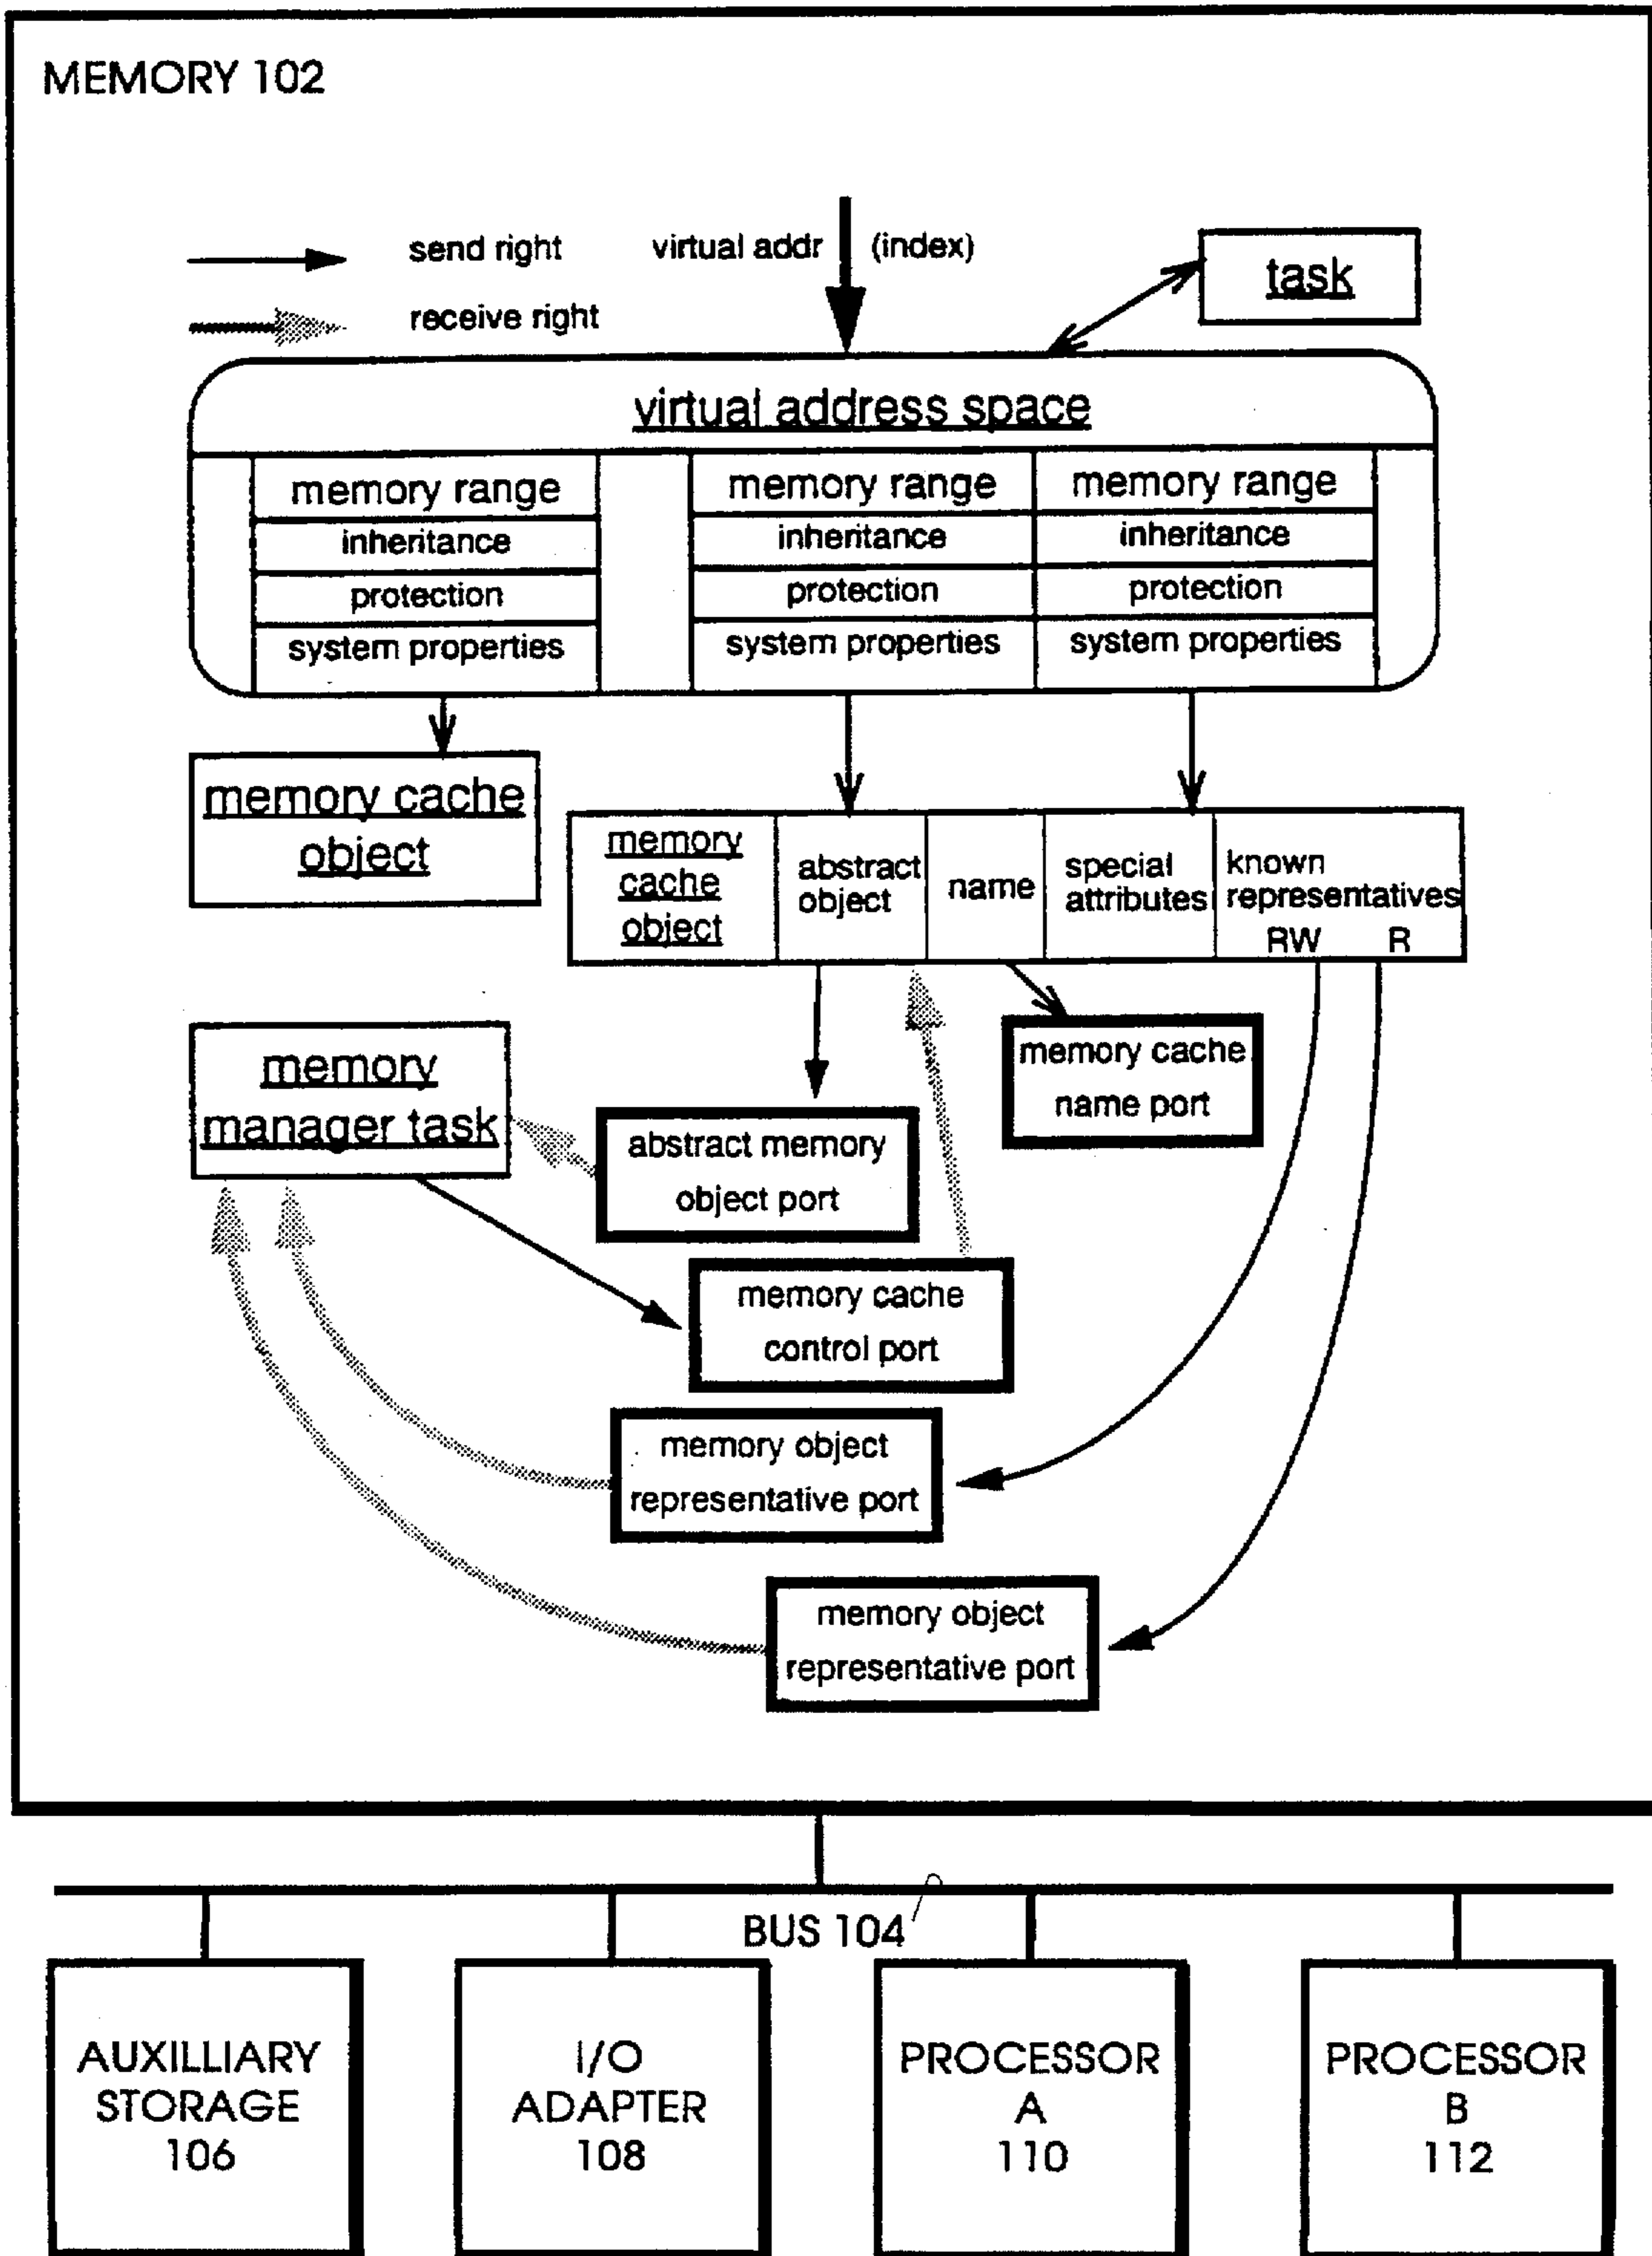 MEMORY 102
send right
virtual addr
(index)
task
receive right
virtual address space
memory range
inheritance
protection
system properties
memory range
inheritance
protection
system properties
memory range
inheritance
protection
system properties
memory cache
object
memory
cache
object
abstract
object
name
special
attributes
known
representatives
RW
R
memory
manager task
memory cache
name port
abstract memory
object port
memory cache
control port
memory object
representative port
memory object
representative port
BUS 104
AUXILLIARY
STORAGE
106
I/O
ADAPTER
108
PROCESSOR
A
110
PROCESSOR
B
112